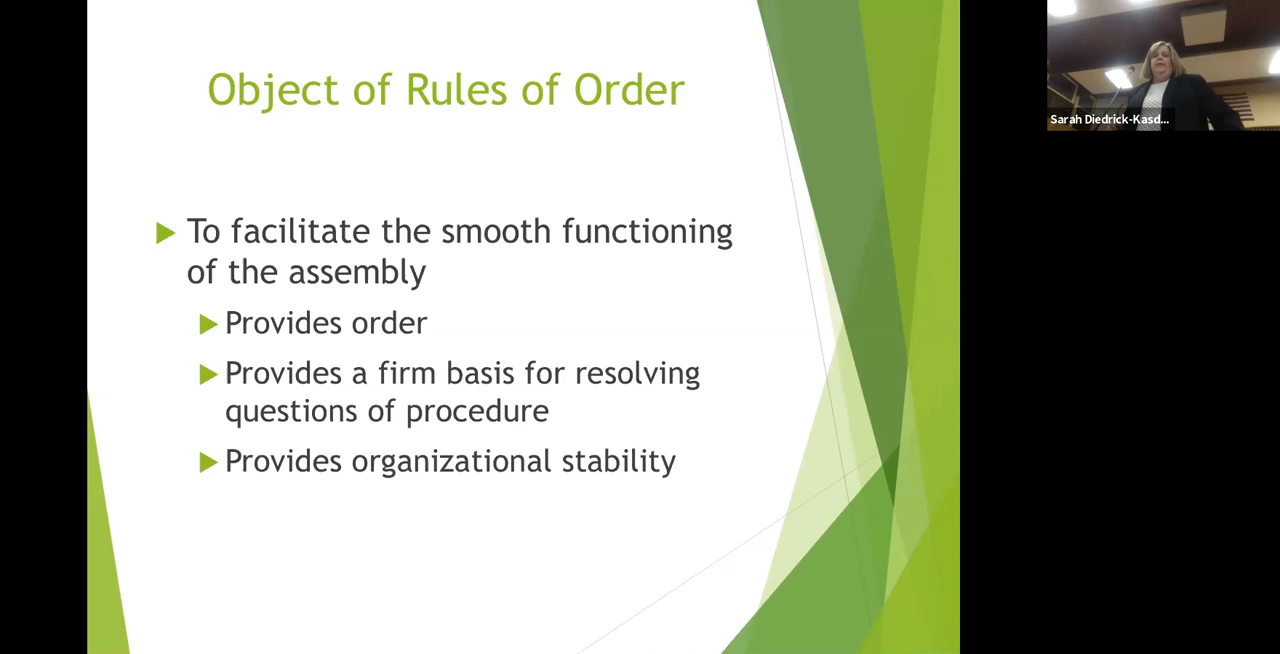 Object of Rules of Order
To facilitate the smooth functioning
of the assembly
Provides order
Provides a firm basis for resolving
questions of procedure
Provides organizational stability
Sarah Diedrick-Kasd...